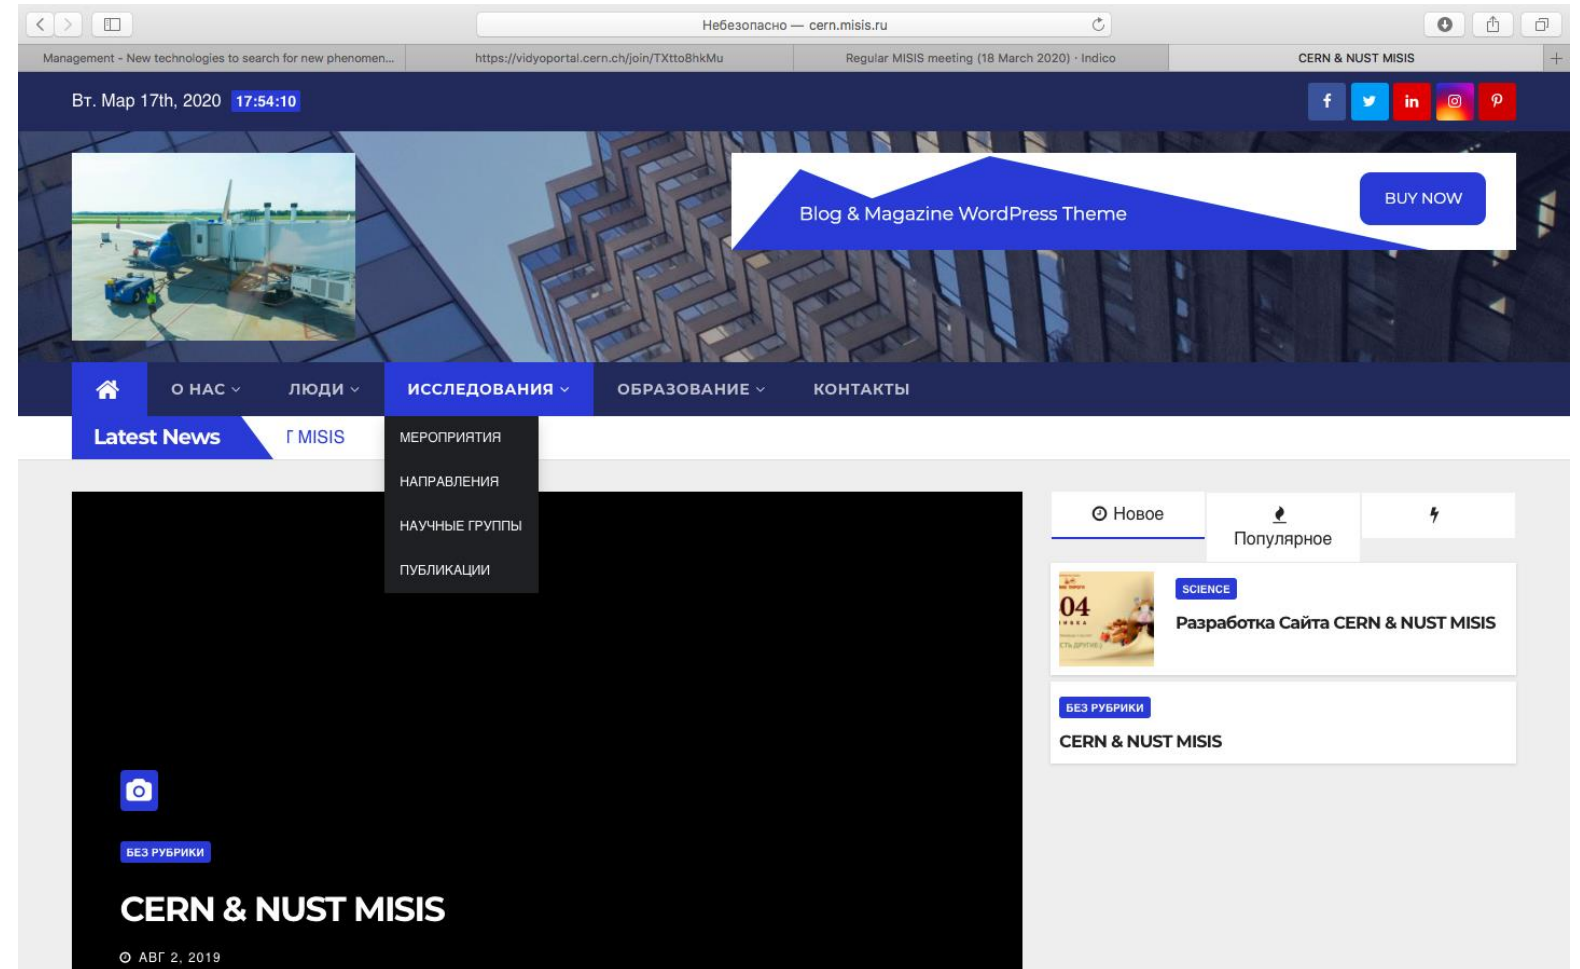 Небезопасно — cern.misis.ru
Management - New technologies to search for new phenomen...
https://vidyoportal.cern.ch/join/TXtto8hkMu
Regular MISIS meeting (18 March 2020) · Indico
CERN & NUST MISIS
Вт. Мар 17th, 2020 17:54:10
Blog & Magazine WordPress Theme
BUY NOW
О НАС
ЛЮДИ
ИССЛЕДОВАНИЯ
ОБРАЗОВАНИЕ
КОНТАКТЫ
Latest News
T MISIS
МЕРОПРИЯТИЯ
НАПРАВЛЕНИЯ
НАУЧНЫЕ ГРУППЫ
ПУБЛИКАЦИИ
Новое
Популярное
04
SCIENCE
Разработка Сайта CERN & NUST MISIS
БЕЗ РУБРИКИ
CERN & NUST MISIS
БЕЗ РУБРИКИ
CERN & NUST MISIS
АВГ 2, 2019